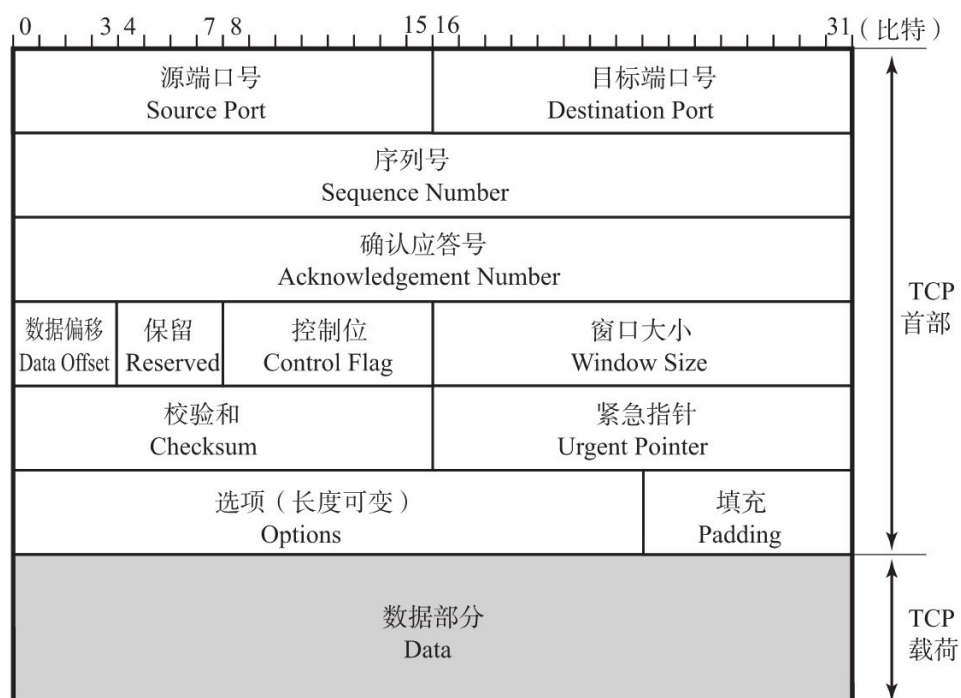 0 3 4 7 8 15 16 31（比特）
源端口号
Source Port
目标端口号
Destination Port
序列号
Sequence Number
确认应答号
Acknowledgement Number
数据偏移
Data Offset
保留
Reserved
控制位
Control Flag
窗口大小
Window Size
校验和
Checksum
紧急指针
Urgent Pointer
选项（长度可变）
Options
填充
Padding
TCP
首部
数据部分
Data
TCP
载荷